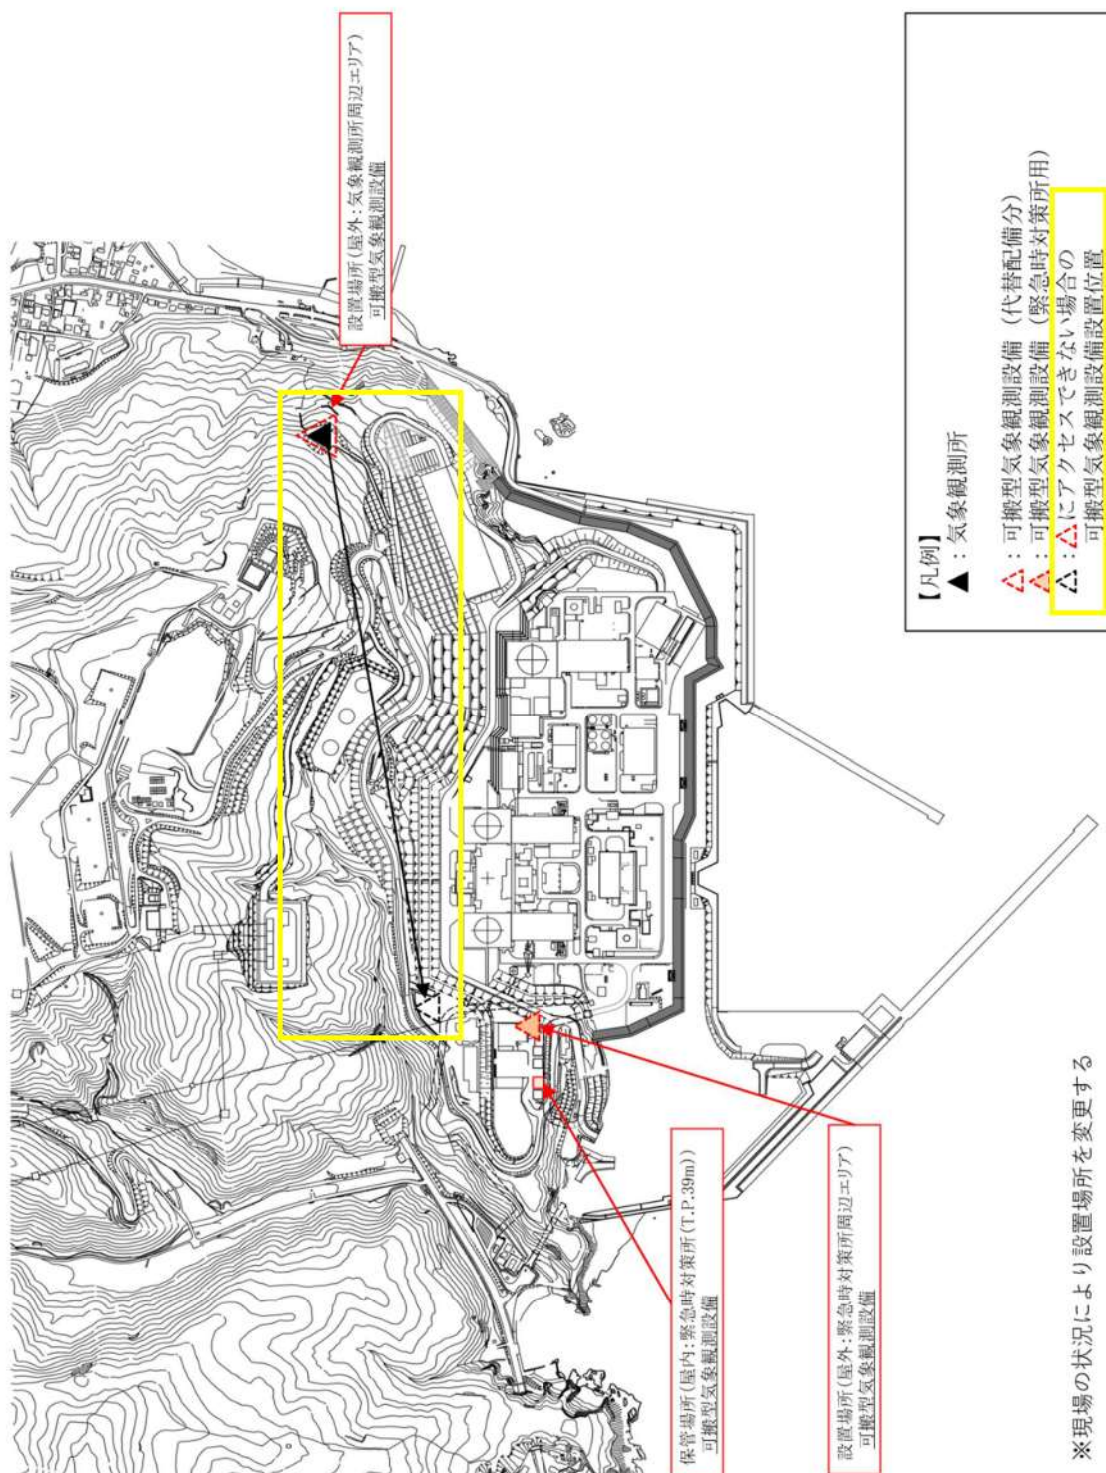 設置場所(屋外:気象観測所周辺エリア)
可搬型気象観測設備
保管場所(屋内:緊急時対策所(T.P.39m))
可搬型気象観測設備
設置場所(屋外:緊急時対策所周辺エリア)
可搬型気象観測設備
【凡例】
▲:気象観測所
:可搬型気象観測設備 (代替配備分)
:可搬型気象観測設備 (緊急時対策所用)
:にアクセスできない場合の
可搬型気象観測設備設置位置
※現場の状況により設置場所を変更する